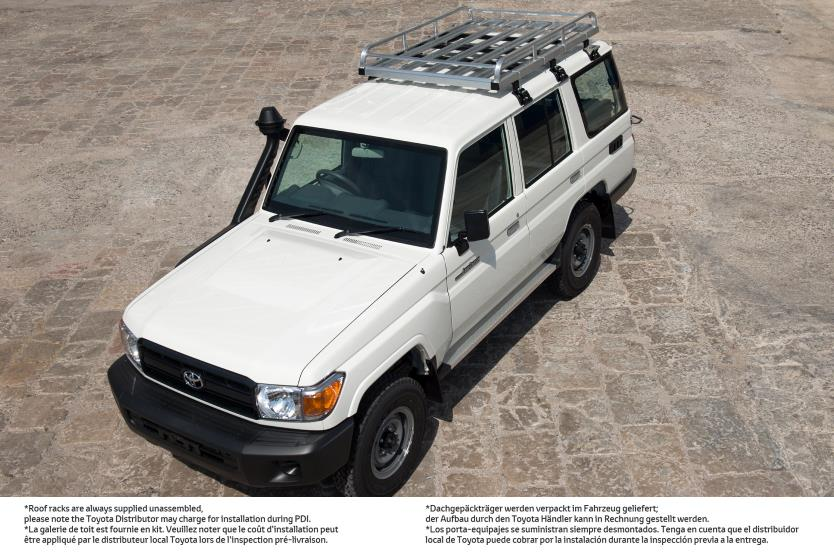 *Roof racks are always supplied unassembled,
please note the Toyota Distributor may charge for installation during PDI.
*La galerie de toit est fournie en kit. Veuillez noter que le coût d'installation peut
être appliqué par le distributeur local Toyota lors de l'inspection pré-livraison.
*Dachgepäckträger werden verpackt im Fahrzeug geliefert;
der Aufbau durch den Toyota Händler kann in Rechnung gestellt werden.
*Los porta-equipajes se suministran siempre desmontados. Tenga en cuenta que el distribuidor
local de Toyota puede cobrar por la instalación durante la inspección previa a la entrega.